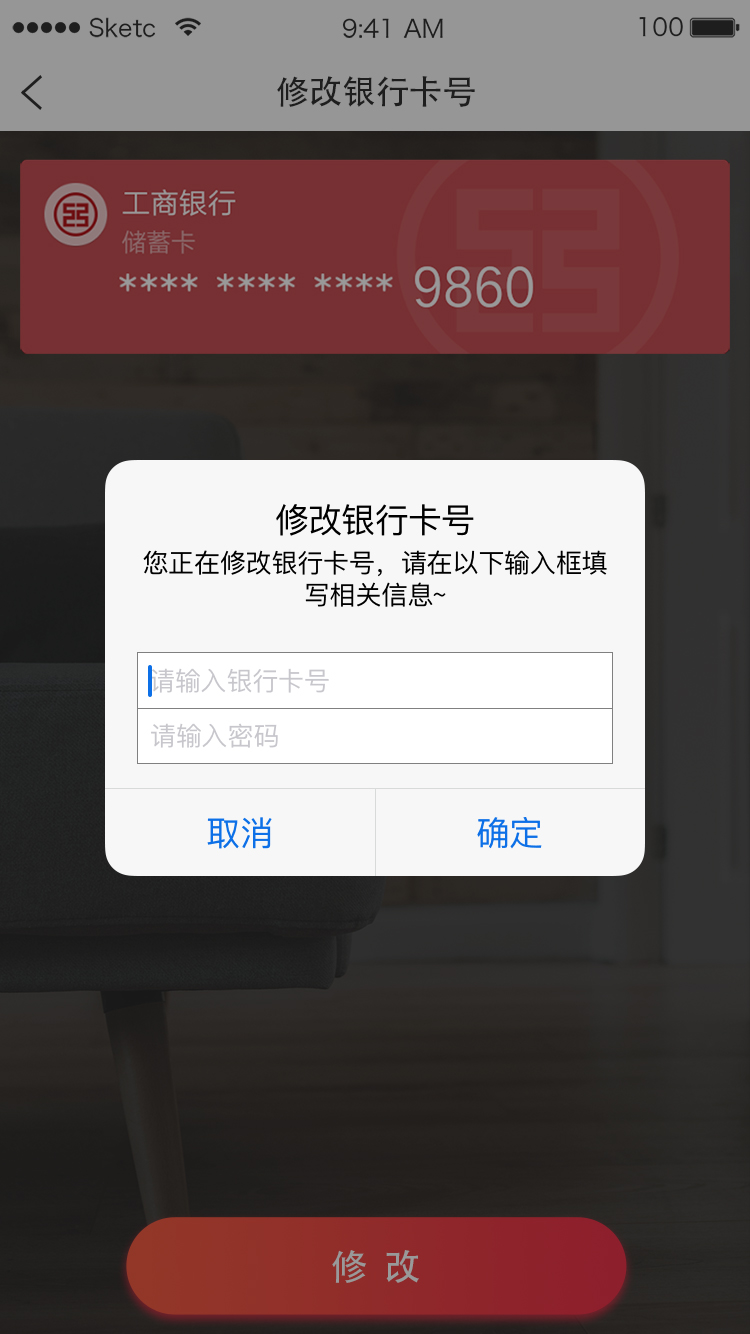 ●●●●● Sketc 9:41 AM 100
修改银行卡号
工商银行
储蓄卡
**** **** **** 9860
修改银行卡号
您正在修改银行卡号，请在以下输入框填
写相关信息~
请输入银行卡号
请输入密码
取消 确定
修 改